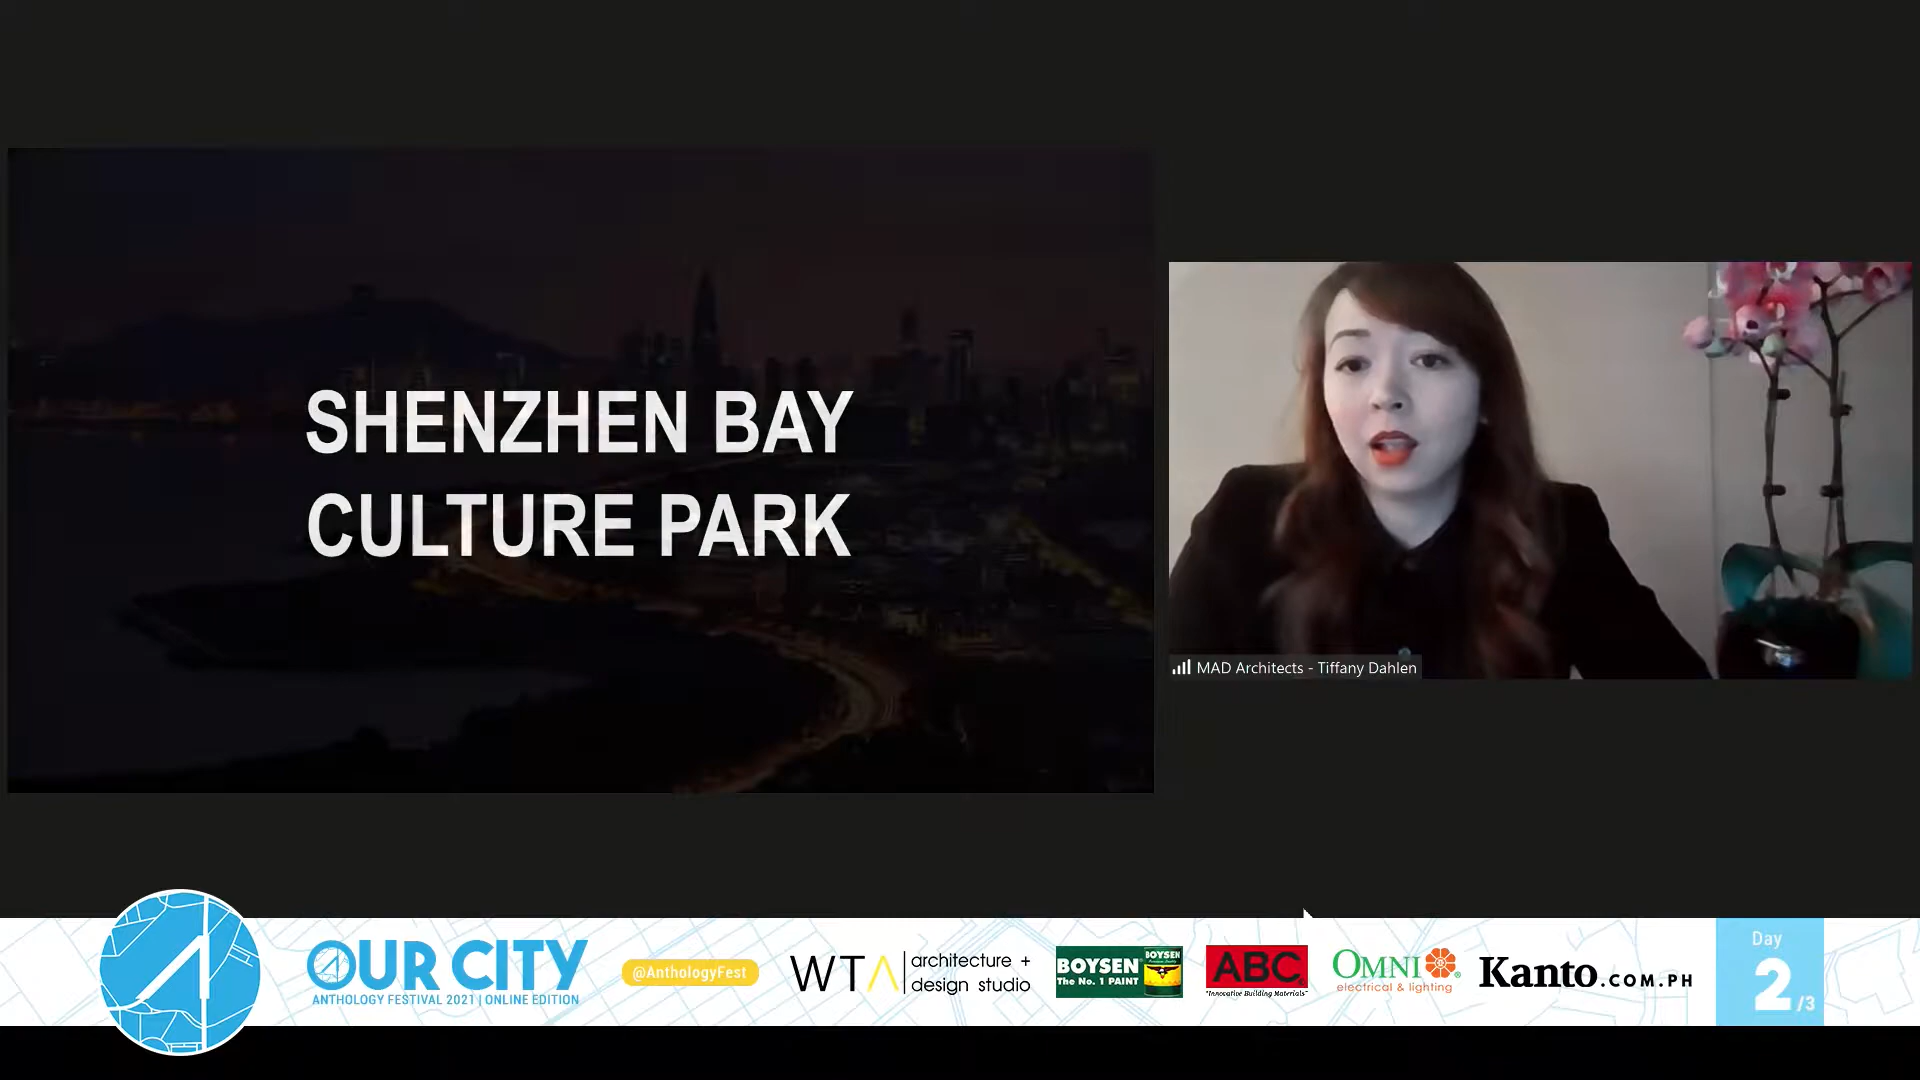 SHENZHEN BAY
CULTURE PARK
MAD Architects - Tiffany Dahlen
OUR CITY
ANTHOLOGY FESTIVAL 2021 | ONLINE EDITION
@AnthologyFest
WTA
architecture +
design studio
BOYSEN
The No. 1 PAINT
BOYSEN
ABC
"Innovative Building Materials"
OMNI
electrical & lighting
Kanto.COM.PH
Day
2/3